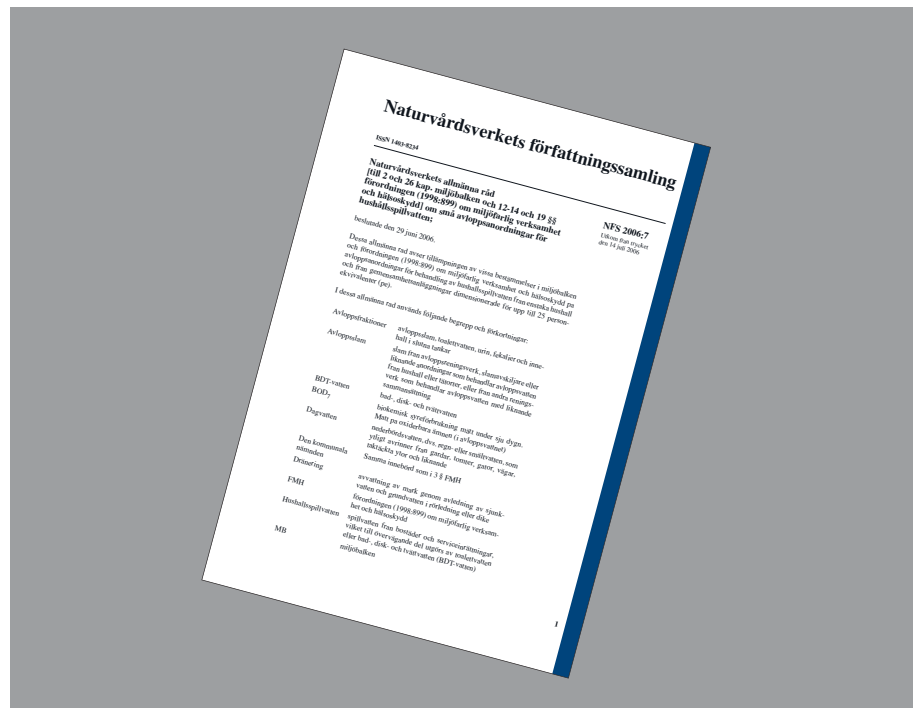 Naturvårdsverkets författningssamling
ISSN 1403-8234
Naturvårdsverkets allmänna råd
[till 2 och 26 kap. miljöbalken och 12-14 och 19 §§
förordningen (1998:899) om miljöfarlig verksamhet
och hälsoskydd] om små avloppsanordningar för
hushållsspillvatten;
NFS 2006:7
Utkom från trycket
den 14 juli 2006
beslutade den 29 juni 2006.
Dessa allmänna råd avser tillämpningen av vissa bestämmelser i miljöbalken
och förordningen (1998:899) om miljöfarlig verksamhet och hälsoskydd på
avloppsanordningar för behandling av hushållsspillvatten från enstaka hushåll
och från gemensamhetsanläggningar dimensionerade för upp till 25 person-
ekvivalenter (pe).
I dessa allmänna råd används följande begrepp och förkortningar:
Avloppsfraktioner avloppsslam, toalettvatten, urin, fekalier och inne-
håll i slutna tankar
Avloppsslam slam från avloppsreningsverk, slamavskiljare eller
liknande anordningar som behandlar avloppsvatten
från hushåll eller tätorter, eller från andra renings-
verk som behandlar avloppsvatten med liknande
sammansättning
BDT-vatten bad-, disk- och tvättvatten
BOD7 biokemisk syreförbrukning mätt under sju dygn.
Mått på oxiderbara ämnen (i avloppsvattnet)
Dagvatten nederbördsvatten, dvs. regn- eller smältvatten, som
ytligt avrinner från gårdar, tomter, gator, vägar,
taktäckta ytor och liknande
Den kommunala Samma innebörd som i 3 § FMH
nämnden
Dränering avvattning av mark genom avledning av sjunk-
vatten och grundvatten i rörledning eller dike
FMH förordningen (1998:899) om miljöfarlig verksam-
het och hälsoskydd
Hushållsspillvatten spillvatten från bostäder och serviceinrättningar,
vilket till övervägande del utgörs av toalettvatten
eller bad-, disk- och tvättvatten (BDT-vatten)
MB miljöbalken
1